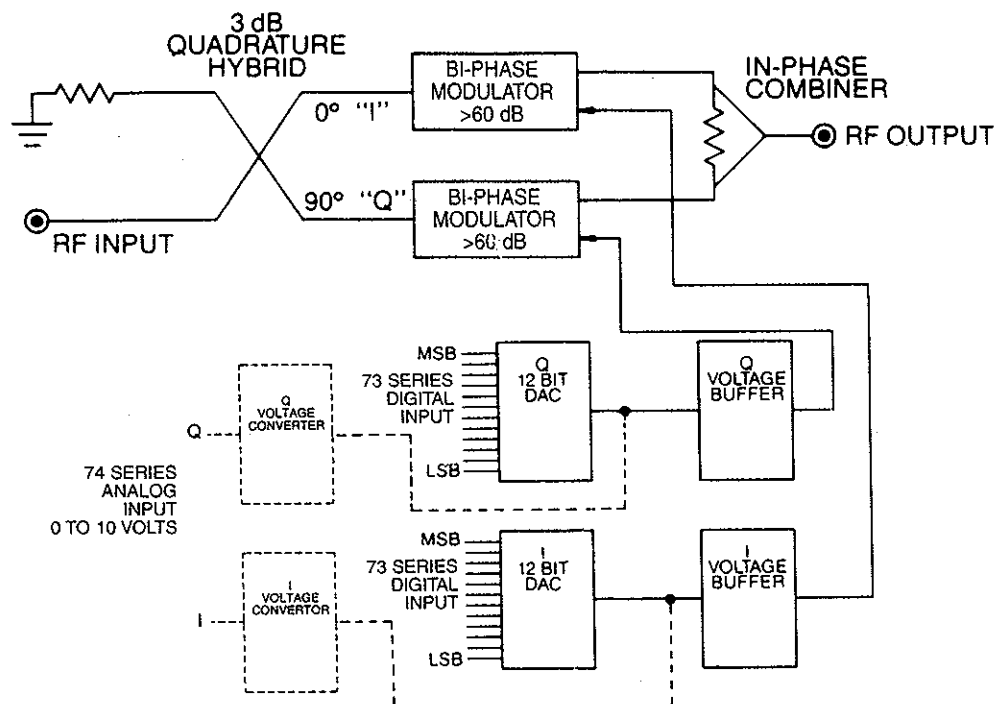 3 dB
QUADRATURE
HYBRID
BI-PHASE
MODULATOR
>60 dB
IN-PHASE
COMBINER
0° "I"
RF OUTPUT
90° "Q"
BI-PHASE
MODULATOR
>60 dB
RF INPUT
MSB
73 SERIES
DIGITAL
INPUT
LSB
Q
12 BIT
DAC
Q
VOLTAGE
BUFFER
Q
VOLTAGE
CONVERTER
Q
74 SERIES
ANALOG
INPUT
0 TO 10 VOLTS
MSB
73 SERIES
DIGITAL
INPUT
LSB
I
12 BIT
DAC
I
VOLTAGE
BUFFER
I
VOLTAGE
CONVERTOR
I